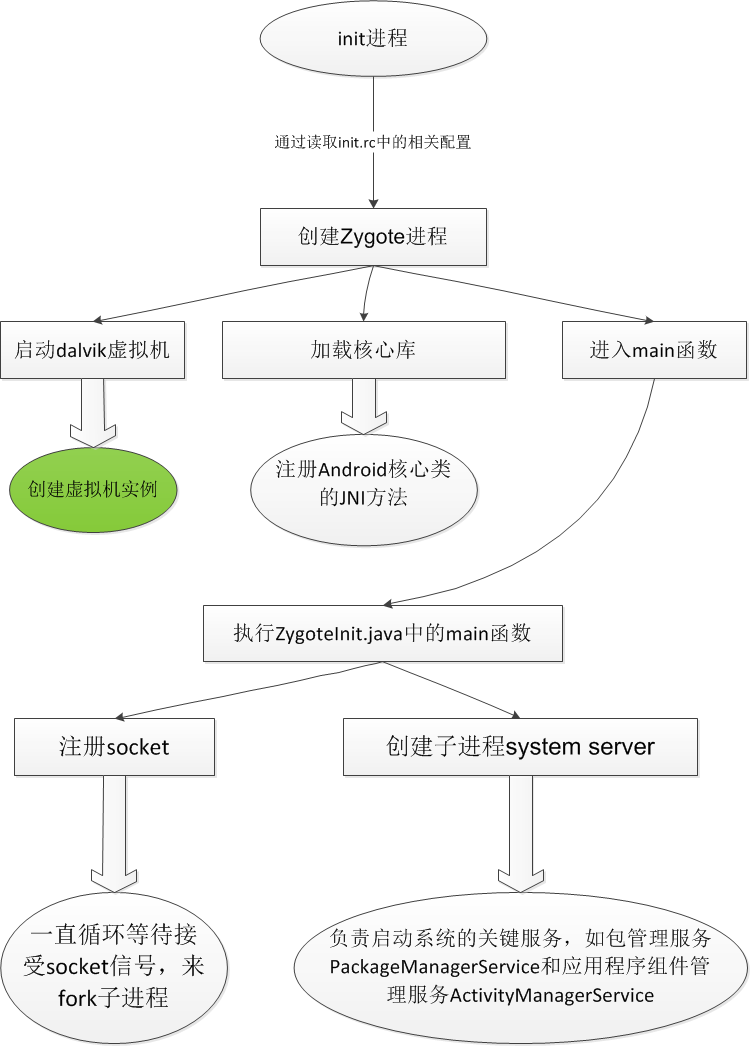 init进程
通过读取init.rc中的相关配置
创建Zygote进程
启动dalvik虚拟机
加载核心库
进入main函数
创建虚拟机实例
注册Android核心类
的JNI方法
执行ZygoteInit.java中的main函数
注册socket
创建子进程system server
一直循环等待接
受socket信号，来
fork子进程
负责启动系统的关键服务，如包管理服务
PackageManagerService和应用程序组件管
理服务ActivityManagerService